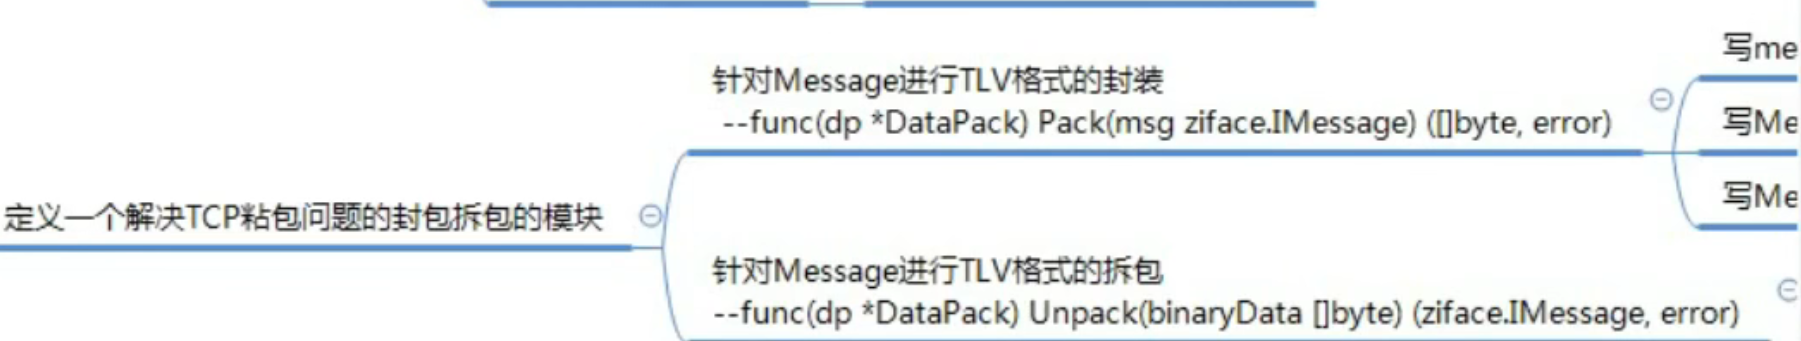 写me
针对Message进行TLV格式的封装
--func(dp *DataPack) Pack(msg ziface.IMessage) ([]byte, error)
写Me
写Me
定义一个解决TCP粘包问题的封包拆包的模块
针对Message进行TLV格式的拆包
--func(dp *DataPack) Unpack(binaryData []byte) (ziface.IMessage, error)